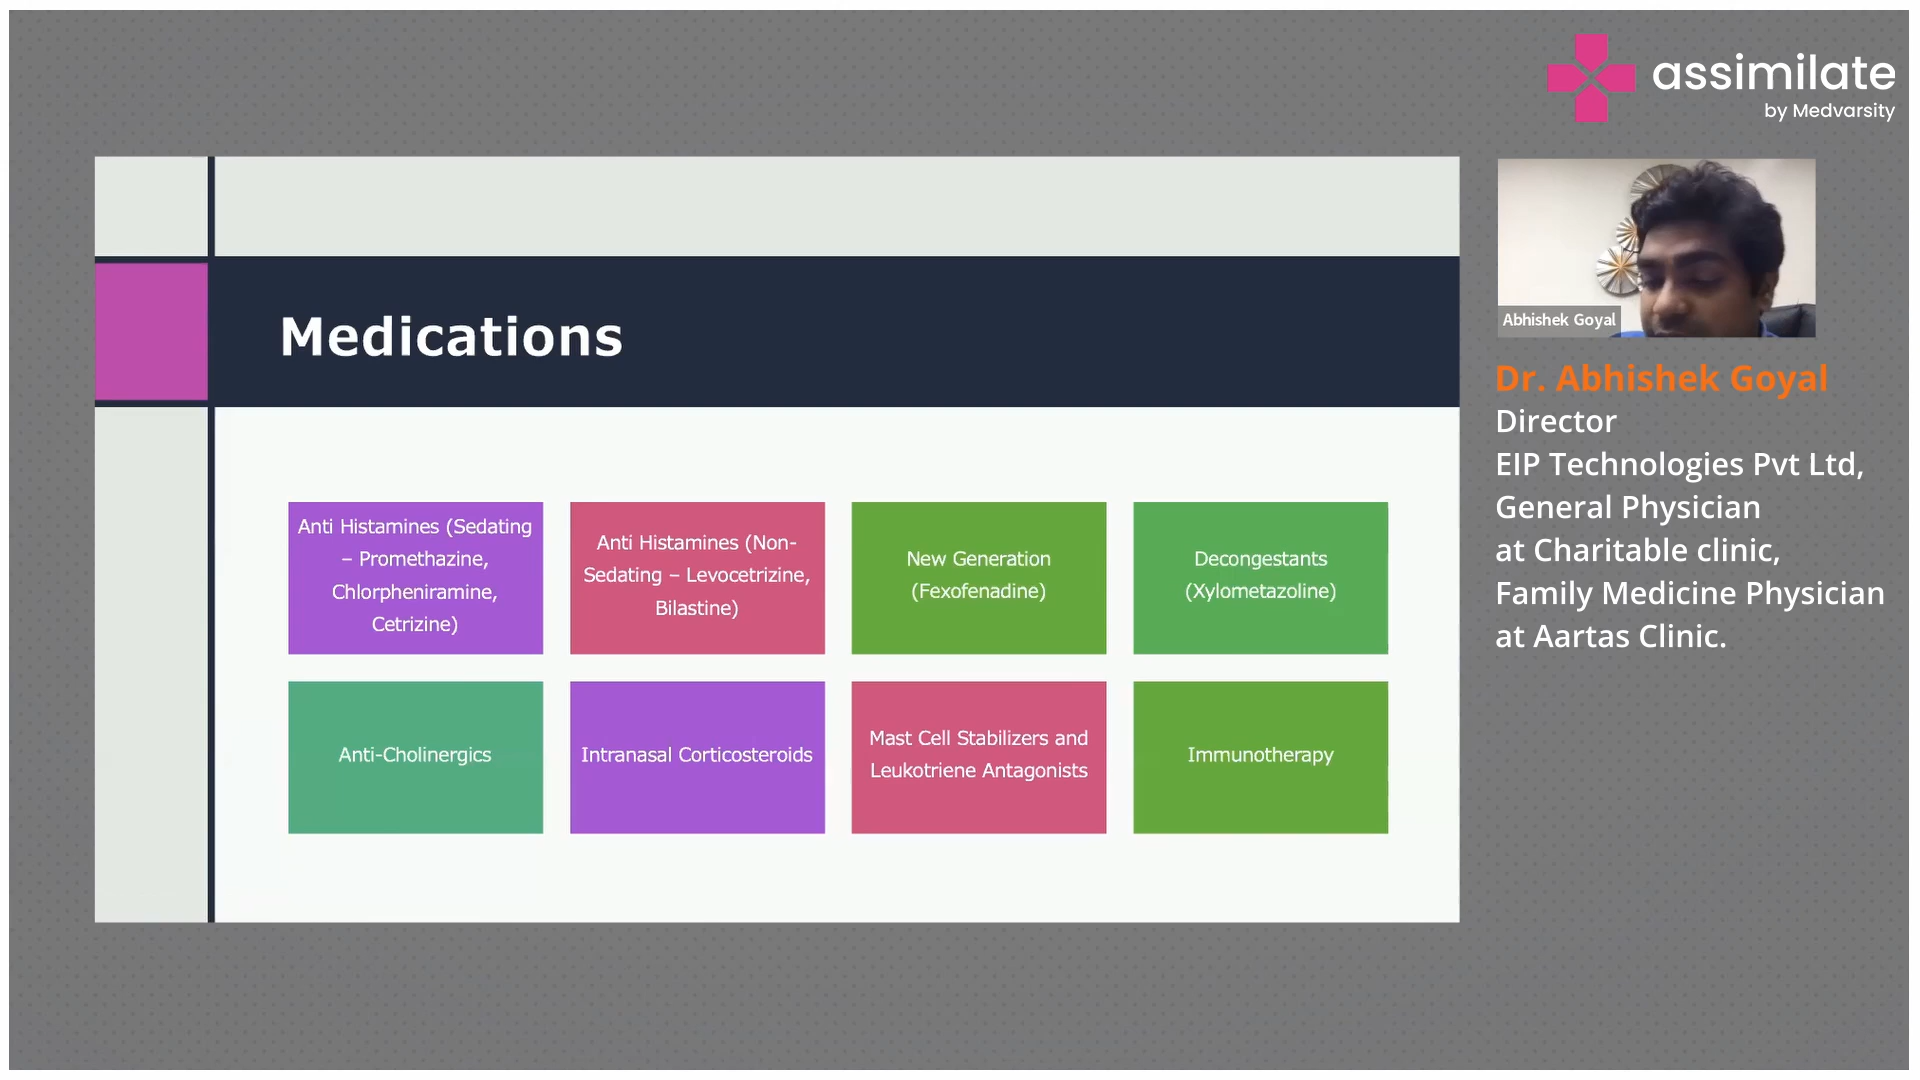 assimilate
by Medvarsity
Medications
Anti Histamines (Sedating
– Promethazine,
Chlorpheniramine,
Cetrizine)
Anti Histamines (Non-
Sedating – Levocetrizine,
Bilastine)
New Generation
(Fexofenadine)
Decongestants
(Xylometazoline)
Anti-Cholinergics
Intranasal Corticosteroids
Mast Cell Stabilizers and
Leukotriene Antagonists
Immunotherapy
Abhishek Goyal
Dr. Abhishek Goyal
Director
EIP Technologies Pvt Ltd,
General Physician
at Charitable clinic,
Family Medicine Physician
at Aartas Clinic.